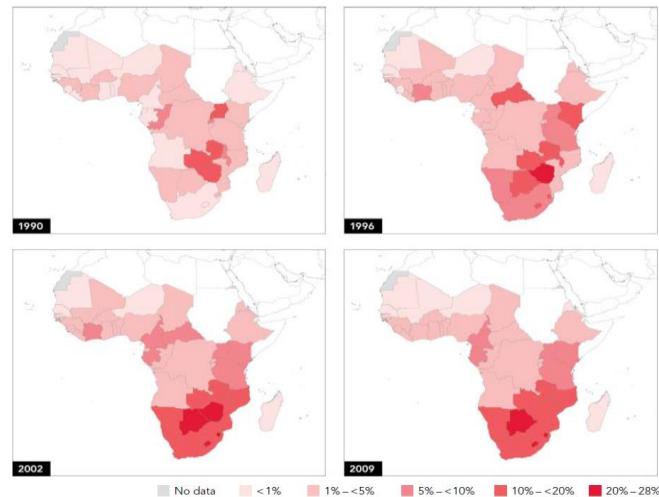 1990
1996
2002
2009
No data <1% 1% – <5% 5% – <10% 10% – <20% 20% – 28%